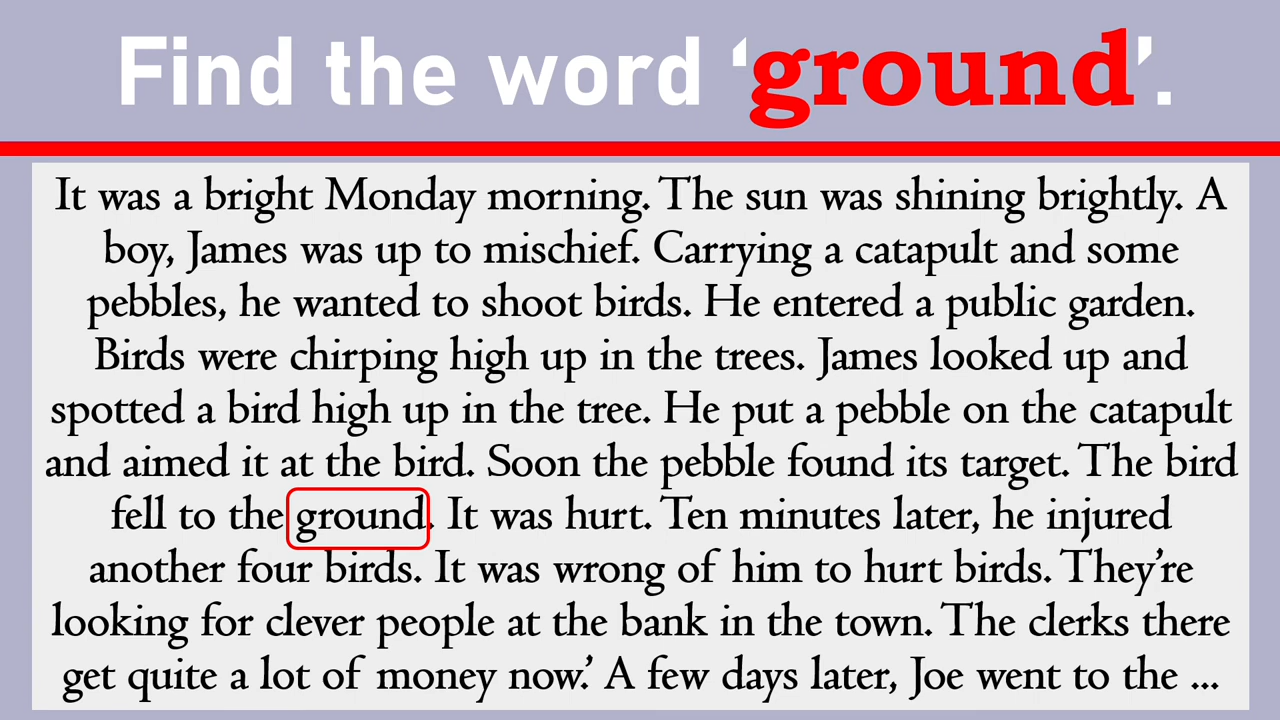 Find the word ‘ground’.
It was a bright Monday morning. The sun was shining brightly. A
boy, James was up to mischief. Carrying a catapult and some
pebbles, he wanted to shoot birds. He entered a public garden.
Birds were chirping high up in the trees. James looked up and
spotted a bird high up in the tree. He put a pebble on the catapult
and aimed it at the bird. Soon the pebble found its target. The bird
fell to the ground. It was hurt. Ten minutes later, he injured
another four birds. It was wrong of him to hurt birds. They’re
looking for clever people at the bank in the town. The clerks there
get quite a lot of money now.’ A few days later, Joe went to the ...